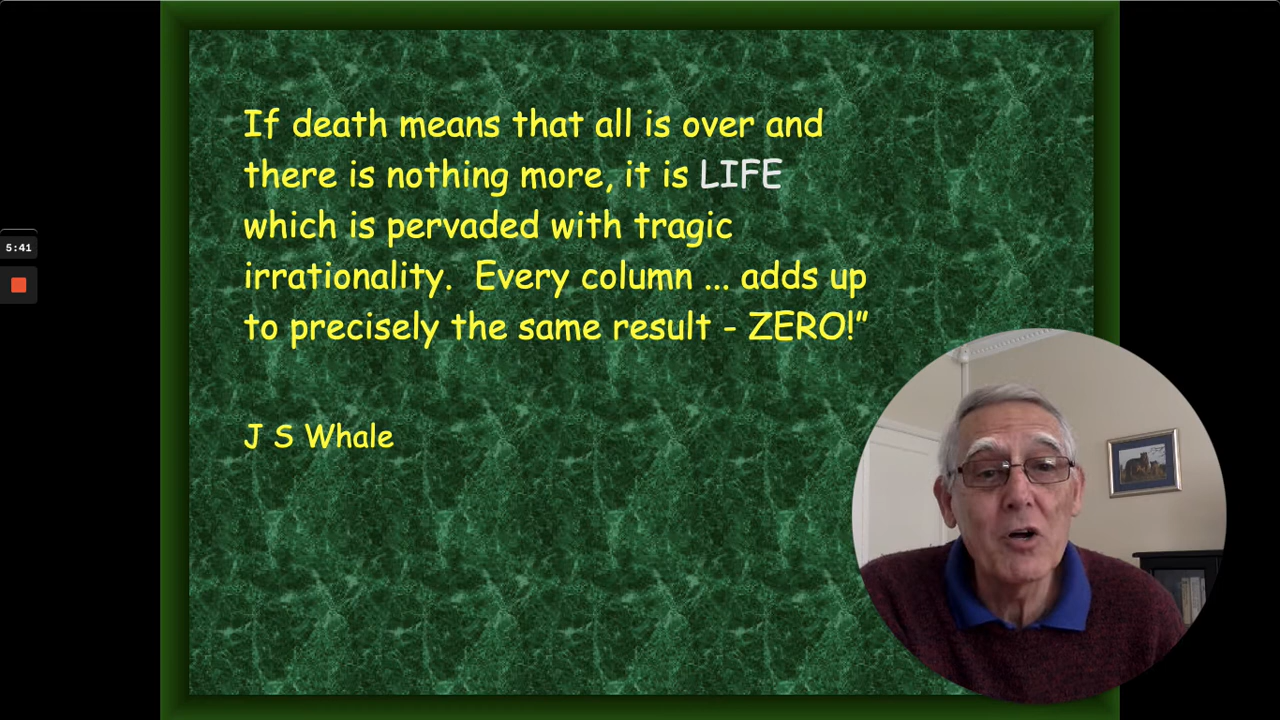 If death means that all is over and
there is nothing more, it is LIFE
which is pervaded with tragic
irrationality.  Every column ... adds up
to precisely the same result - ZERO!”
J S Whale
5:41